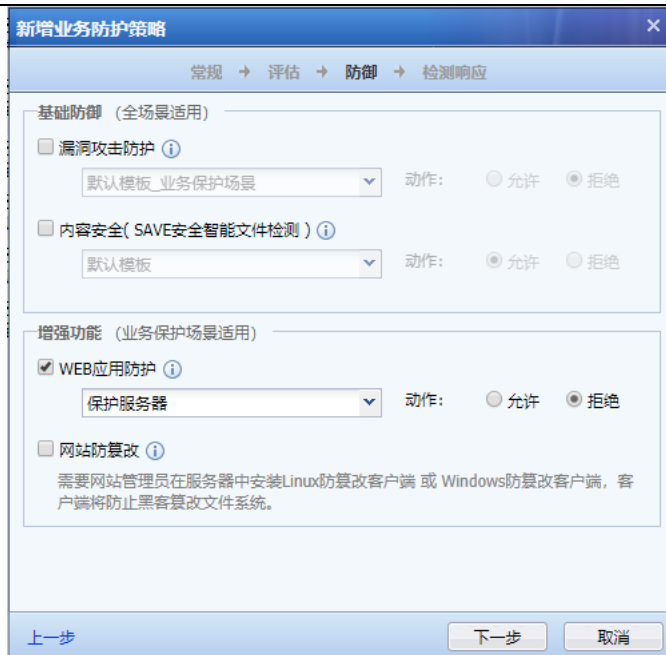 新增业务防护策略
常规 → 评估 → 防御 → 检测响应
基础防御 (全场景适用)
漏洞攻击防护
默认模板_业务保护场景 动作: 允许 拒绝
内容安全( SAVE安全智能文件检测 )
默认模板 动作: 允许 拒绝
增强功能 (业务保护场景适用)
WEB应用防护
保护服务器 动作: 允许 拒绝
网站防篡改
需要网站管理员在服务器中安装Linux防篡改客户端 或 Windows防篡改客户端，客
户端将防止黑客篡改文件系统。
上一步 下一步 取消